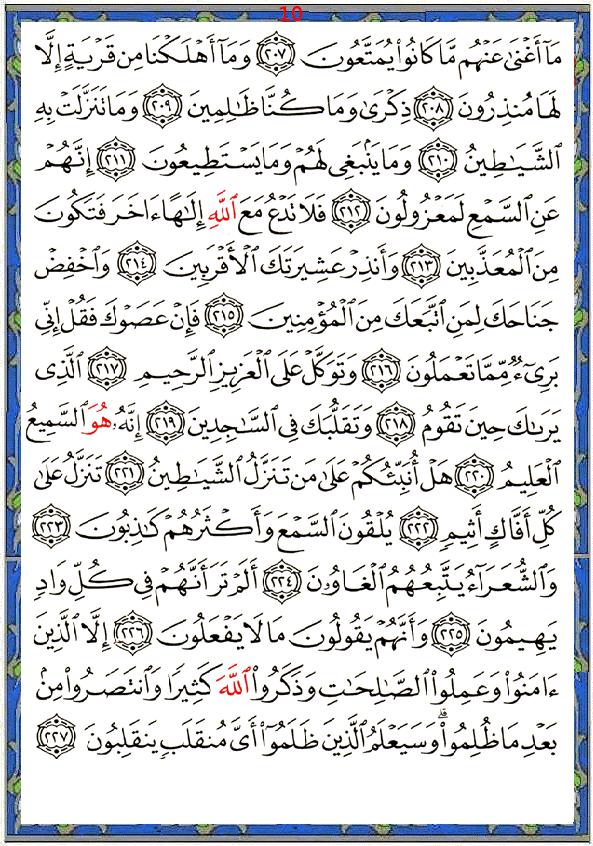 10
مَآ أَغْنَىٰ عَنْهُم مَّا كَانُوا۟ يُمَتَّعُونَ ﴿٢٠٧﴾ وَمَآ أَهْلَكْنَا مِن قَرْيَةٍ إِلَّا
لَهَا مُنذِرُونَ ﴿٢٠٨﴾ ذِكْرَىٰ وَمَا كُنَّا ظَـٰلِمِينَ ﴿٢٠٩﴾ وَمَا تَنَزَّلَتْ بِهِ
ٱلشَّيَـٰطِينُ ﴿٢١٠﴾ وَمَا يَنۢبَغِى لَهُمْ وَمَا يَسْتَطِيعُونَ ﴿٢١١﴾ إِنَّهُمْ
عَنِ ٱلسَّمْعِ لَمَعْزُولُونَ ﴿٢١٢﴾ فَلَا تَدْعُ مَعَ ٱللَّهِ إِلَـٰهًا ءَاخَرَ فَتَكُونَ
مِنَ ٱلْمُعَذَّبِينَ ﴿٢١٣﴾ وَأَنذِرْ عَشِيرَتَكَ ٱلْأَقْرَبِينَ ﴿٢١٤﴾ وَٱخْفِضْ
جَنَاحَكَ لِمَنِ ٱتَّبَعَكَ مِنَ ٱلْمُؤْمِنِينَ ﴿٢١٥﴾ فَإِنْ عَصَوْكَ فَقُلْ إِنِّى
بَرِىٓءٌ مِّمَّا تَعْمَلُونَ ﴿٢١٦﴾ وَتَوَكَّلْ عَلَى ٱلْعَزِيزِ ٱلرَّحِيمِ ﴿٢١٧﴾ ٱلَّذِى
يَرَىٰكَ حِينَ تَقُومُ ﴿٢١٨﴾ وَتَقَلُّبَكَ فِى ٱلسَّـٰجِدِينَ ﴿٢١٩﴾ إِنَّهُۥ هُوَ ٱلسَّمِيعُ
ٱلْعَلِيمُ ﴿٢٢٠﴾ هَلْ أُنَبِّئُكُمْ عَلَىٰ مَن تَنَزَّلُ ٱلشَّيَـٰطِينُ ﴿٢٢١﴾ تَنَزَّلُ عَلَىٰ
كُلِّ أَفَّاكٍ أَثِيمٍ ﴿٢٢٢﴾ يُلْقُونَ ٱلسَّمْعَ وَأَكْثَرُهُمْ كَـٰذِبُونَ ﴿٢٢٣﴾
وَٱلشُّعَرَآءُ يَتَّبِعُهُمُ ٱلْغَاوُۥنَ ﴿٢٢٤﴾ أَلَمْ تَرَ أَنَّهُمْ فِى كُلِّ وَادٍ
يَهِيمُونَ ﴿٢٢٥﴾ وَأَنَّهُمْ يَقُولُونَ مَا لَا يَفْعَلُونَ ﴿٢٢٦﴾ إِلَّا ٱلَّذِينَ
ءَامَنُوا۟ وَعَمِلُوا۟ ٱلصَّـٰلِحَـٰتِ وَذَكَرُوا۟ ٱللَّهَ كَثِيرًا وَٱنتَصَرُوا۟ مِنۢ
بَعْدِ مَا ظُلِمُوا۟ ۗ وَسَيَعْلَمُ ٱلَّذِينَ ظَلَمُوٓا۟ أَىَّ مُنقَلَبٍ يَنقَلِبُونَ ﴿٢٢٧﴾